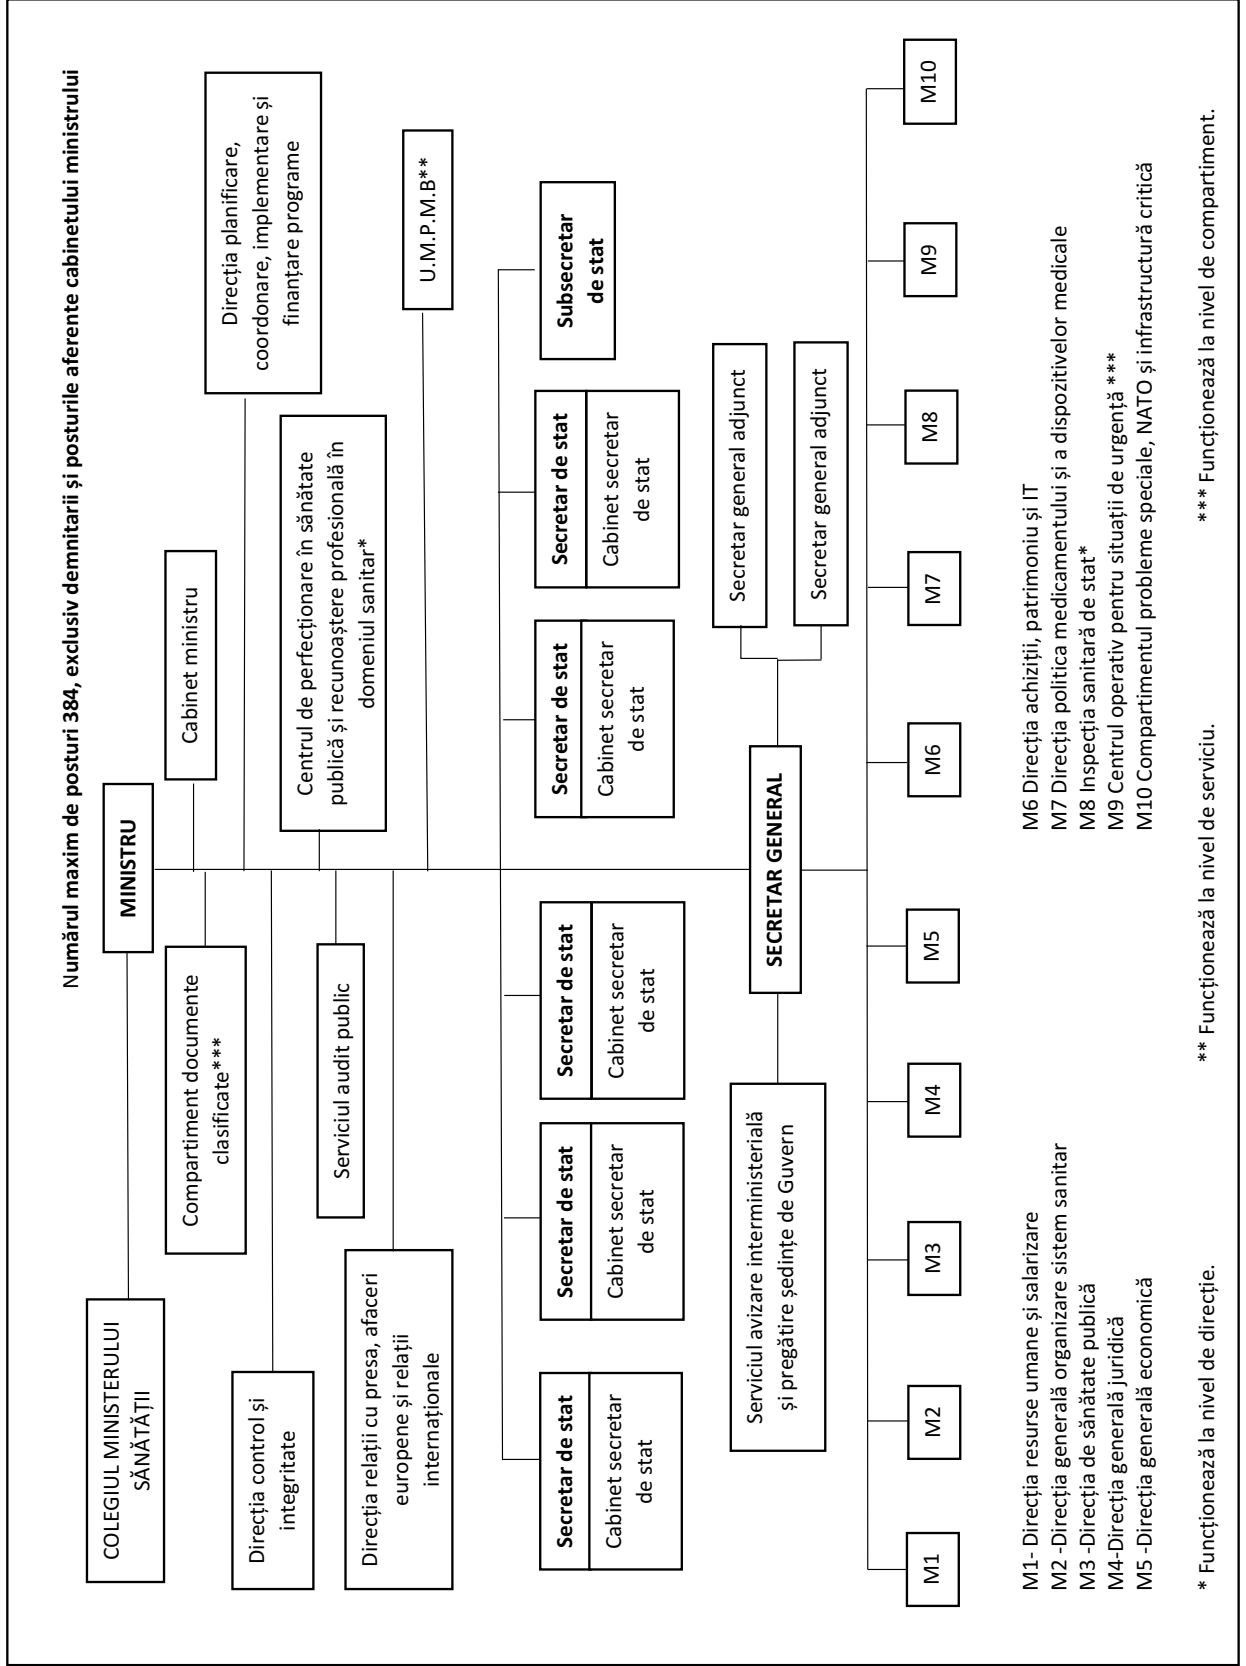 Numărul maxim de posturi 384, exclusiv demnitarii și posturile aferente cabinetului ministrului
MINISTRU
COLEGIUL MINISTERULUI
SĂNĂTĂȚII
Cabinet ministru
Compartiment documente
clasificate***
Direcția planificare,
coordonare, implementare și
finanțare programe
Direcția control și
integritate
Centrul de perfecționare în sănătate
publică și recunoaștere profesională în
domeniul sanitar*
Serviciul audit public
Direcția relații cu presa, afaceri
europene și relații
internaționale
U.M.P.M.B**
Secretar de stat
Cabinet secretar
de stat
Secretar de stat
Cabinet secretar
de stat
Secretar de stat
Cabinet secretar
de stat
Secretar de stat
Cabinet secretar
de stat
Secretar de stat
Cabinet secretar
de stat
Subsecretar
de stat
Serviciul avizare interministerială
și pregătire ședințe de Guvern
SECRETAR GENERAL
Secretar general adjunct
Secretar general adjunct
M1
M2
M3
M4
M5
M6
M7
M8
M9
M10
M1- Direcția resurse umane și salarizare
M2 -Direcția generală organizare sistem sanitar
M3 -Direcția de sănătate publică
M4-Direcția generală juridică
M5 -Direcția generală economică
M6 Direcția achiziții, patrimoniu și IT
M7 Direcția politica medicamentului și a dispozitivelor medicale
M8 Inspecția sanitară de stat*
M9 Centrul operativ pentru situații de urgență ***
M10 Compartimentul probleme speciale, NATO și infrastructură critică
* Funcționează la nivel de direcție.
** Funcționează la nivel de serviciu.
*** Funcționează la nivel de compartiment.